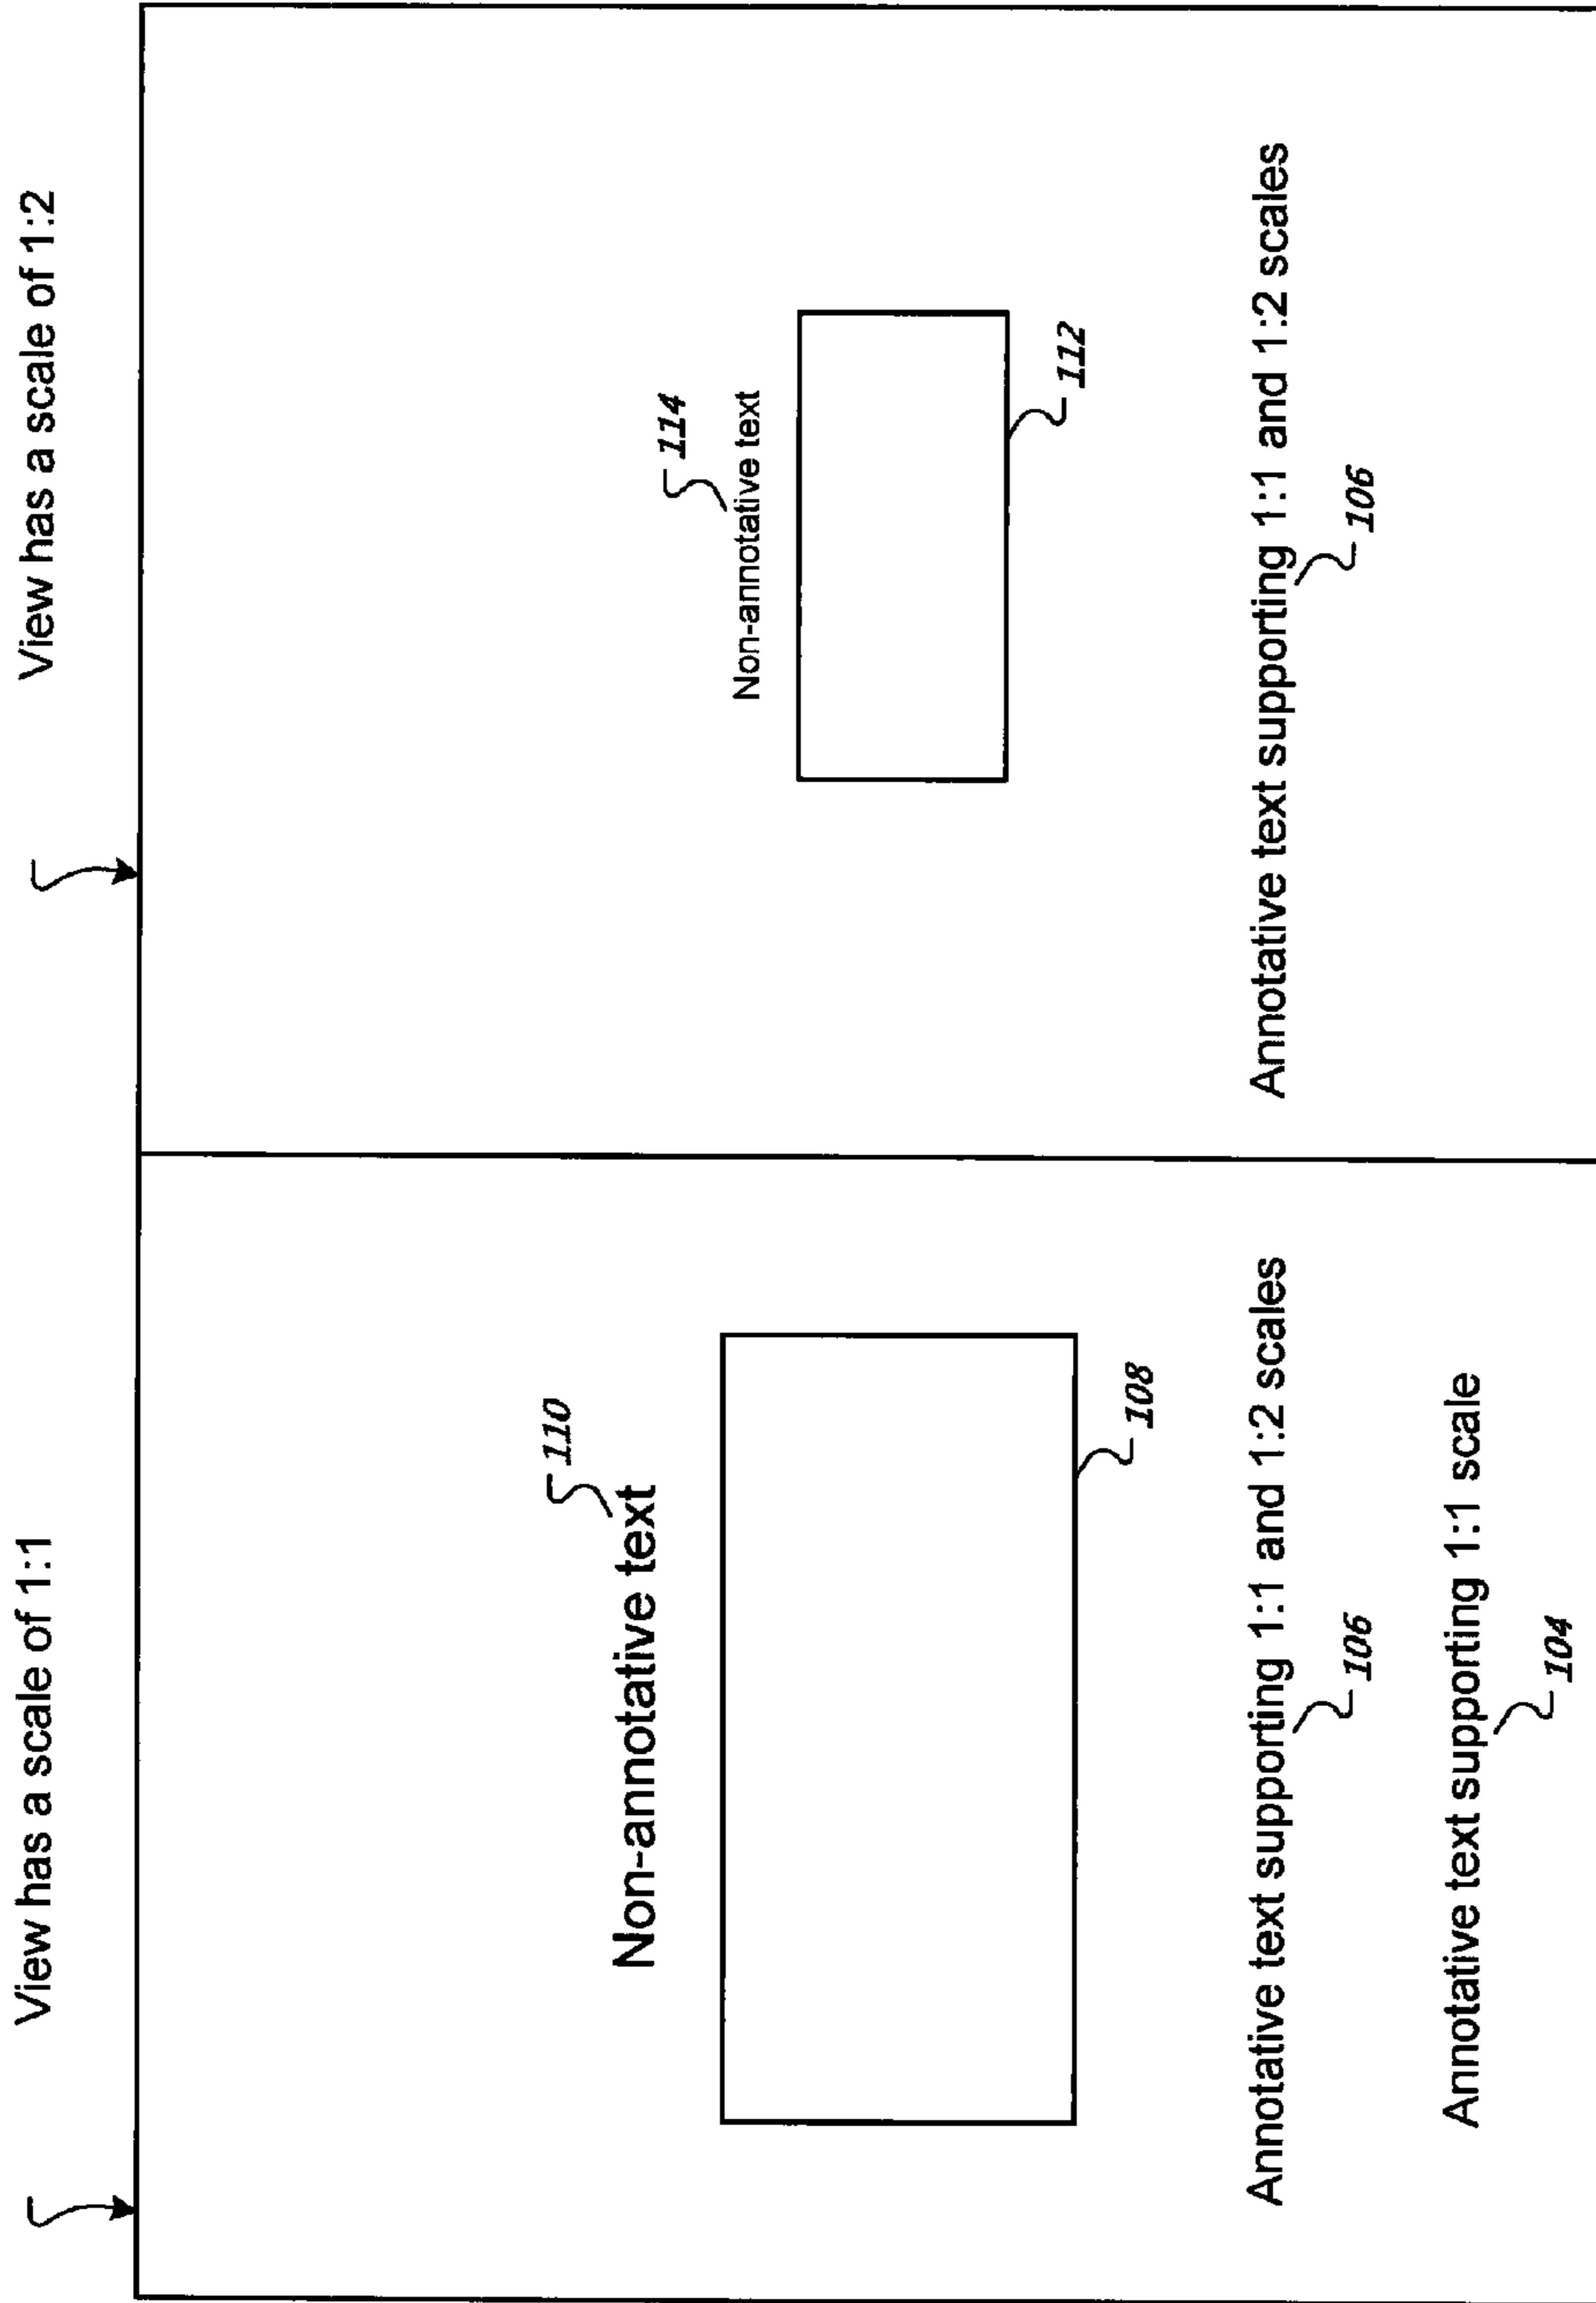 View has a scale of 1:1
110
Non-annotative text
108
Annotative text supporting 1:1 and 1:2 scales
106
Annotative text supporting 1:1 scale
104
View has a scale of 1:2
114
Non-annotative text
112
Annotative text supporting 1:1 and 1:2 scales
106